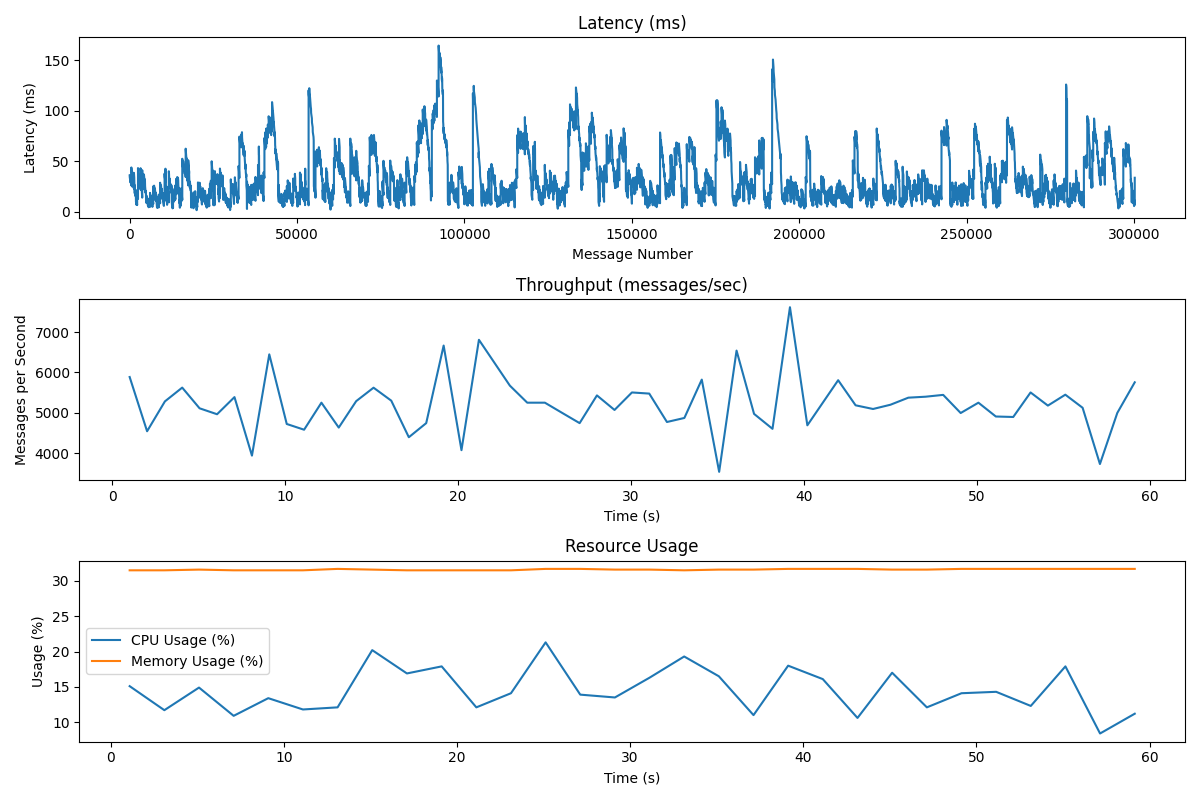 Latency (ms)
Latency (ms)
150
100
50
0
0 50000 100000 150000 200000 250000 300000
Message Number
Throughput (messages/sec)
Messages per Second
7000
6000
5000
4000
0 10 20 30 40 50 60
Time (s)
Resource Usage
Usage (%)
30
25
20
15
10
CPU Usage (%)
Memory Usage (%)
0 10 20 30 40 50 60
Time (s)